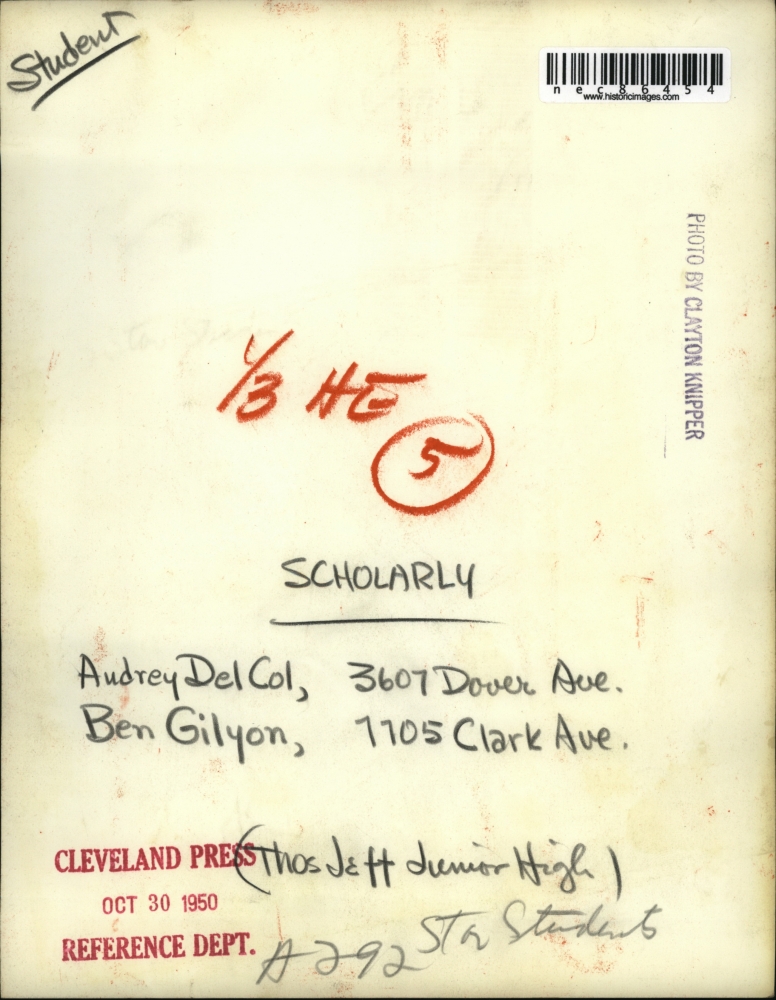 Student
nec86454
www.historicimages.com
PHOTO BY CLAYTON KNIPPER
1/3 HE
5
SCHOLARLY
Audrey Del Col, 3607 Dover Ave.
Ben Gilyon, 7705 Clark Ave.
CLEVELAND PRESS (Thos Jeff Junior High)
OCT 30 1950
REFERENCE DEPT. A292 Star Students